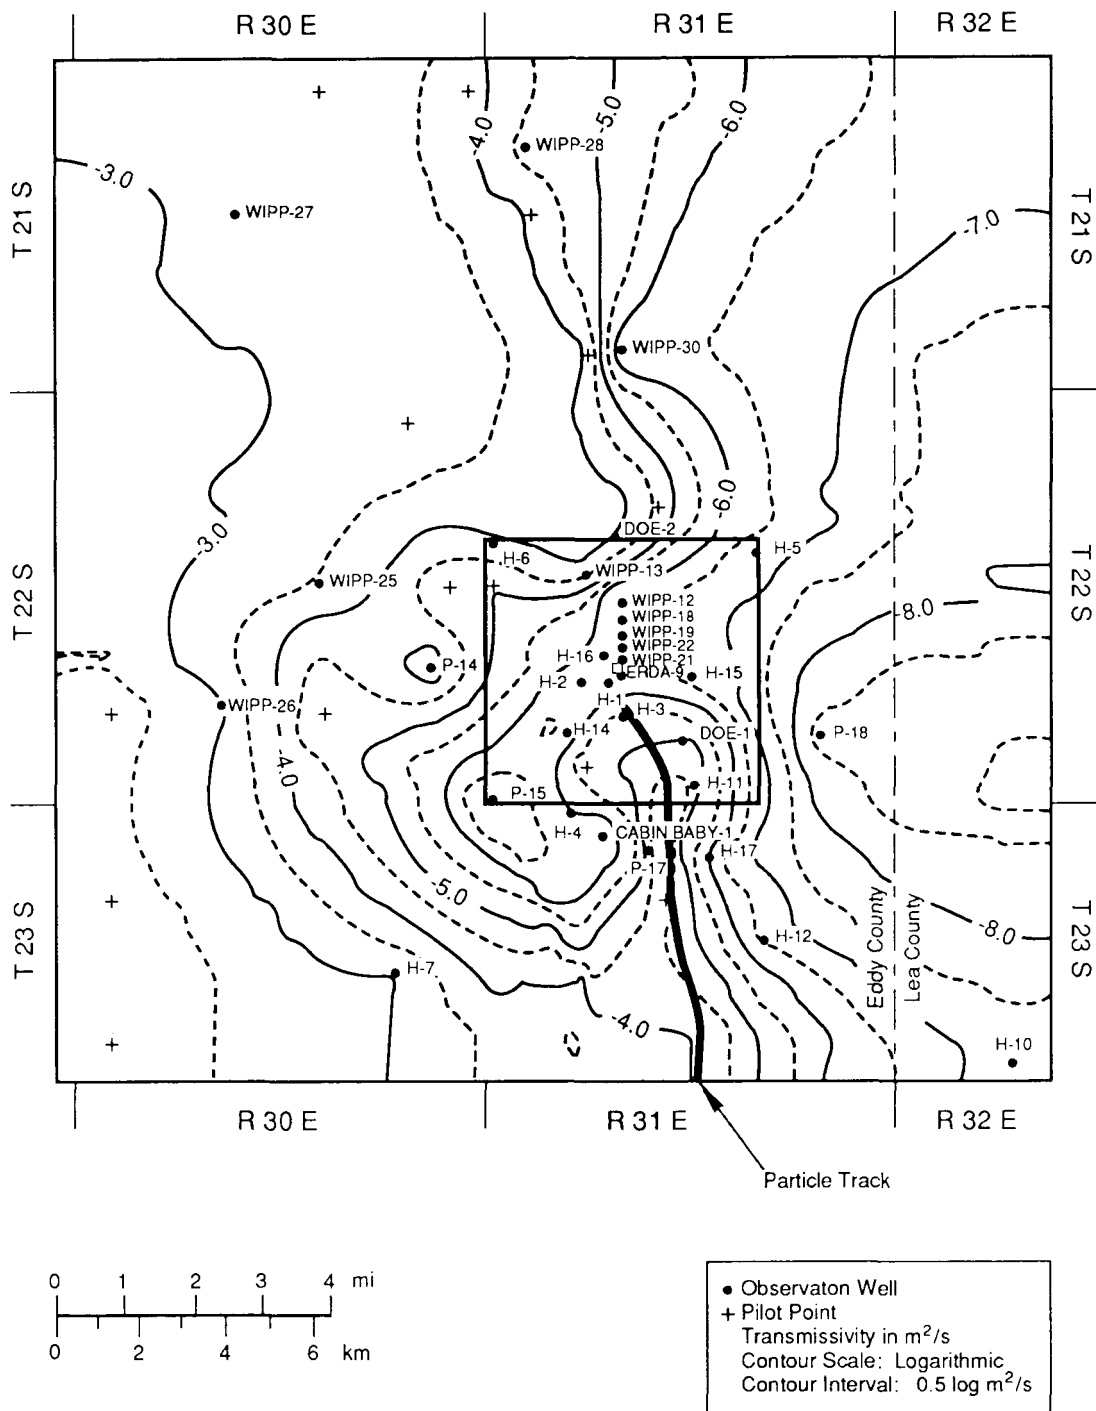 R 30 E
R 31 E
R 32 E
T 21 S
T 21 S
-4.0
-5.0
-6.0
WIPP-28
-3.0
WIPP-27
-7.0
WIPP-30
-6.0
DOE-2
-3.0
H-6
H-5
T 22 S
T 22 S
WIPP-25
WIPP-13
WIPP-12
WIPP-18
WIPP-19
WIPP-22
WIPP-21
ERDA-9
-8.0
H-16
P-14
H-2
H-15
H-1
H-3
WIPP-26
H-14
DOE-1
P-18
-4.0
H-11
P-15
H-4
CABIN BABY-1
P-17
H-17
-5.0
T 23 S
T 23 S
H-12
-8.0
Eddy County
Lea County
H-7
-4.0
H-10
R 30 E
R 31 E
R 32 E
Particle Track
0 1 2 3 4 mi
0 2 4 6 km
Observaton Well
+ Pilot Point
Transmissivity in m²/s
Contour Scale: Logarithmic
Contour Interval: 0.5 log m²/s